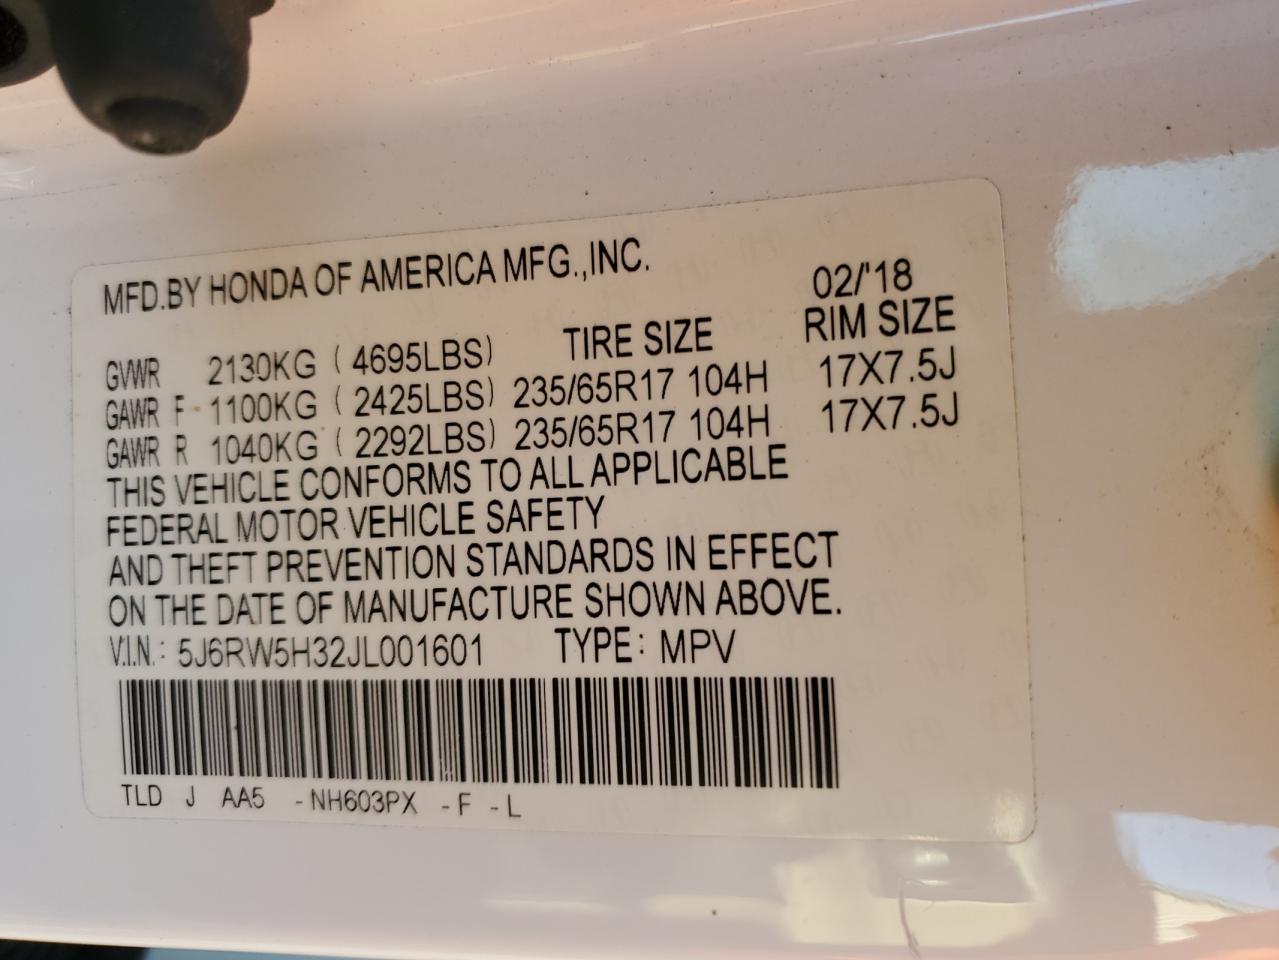 MFD.BY HONDA OF AMERICA MFG.,INC. 02/'18
TIRE SIZE RIM SIZE
GVWR 2130KG ( 4695LBS)
GAWR F 1100KG ( 2425LBS) 235/65R17 104H 17X7.5J
GAWR R 1040KG ( 2292LBS) 235/65R17 104H 17X7.5J
THIS VEHICLE CONFORMS TO ALL APPLICABLE
FEDERAL MOTOR VEHICLE SAFETY
AND THEFT PREVENTION STANDARDS IN EFFECT
ON THE DATE OF MANUFACTURE SHOWN ABOVE.
V.I.N.: 5J6RW5H32JL001601 TYPE: MPV
TLD J AA5 -NH603PX -F -L